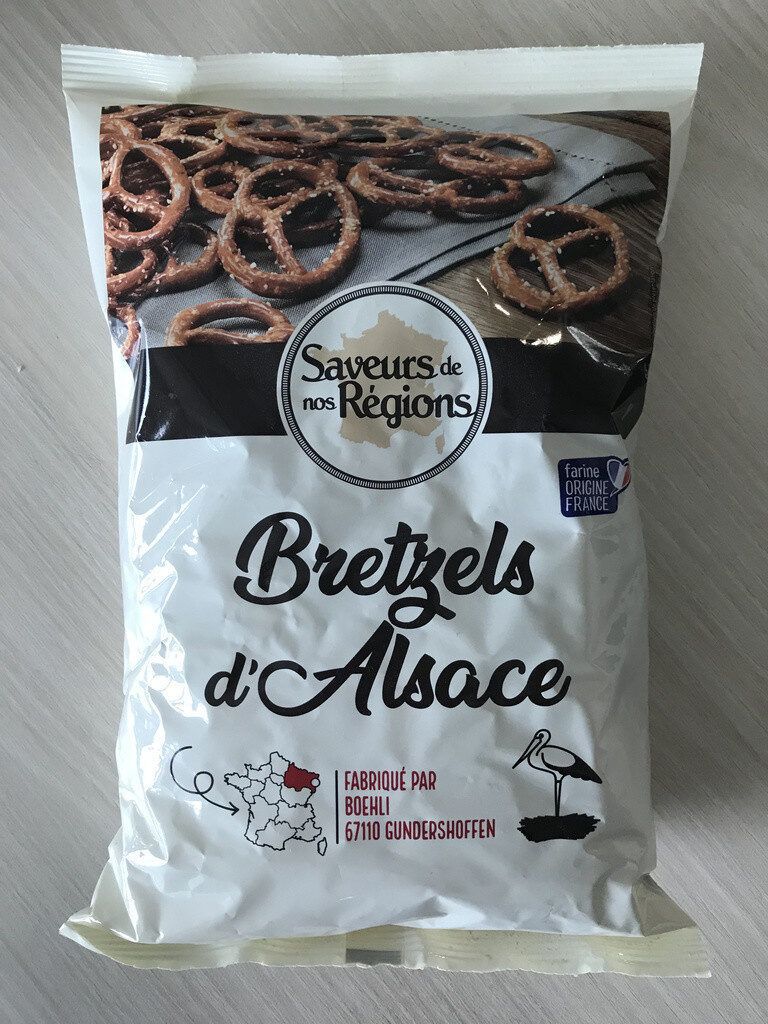 Saveurs de
nos Régions
farine
ORIGINE
FRANCE
Bretzels
d'Alsace
FABRIQUÉ PAR
BOEHLI
67110 GUNDERSHOFFEN